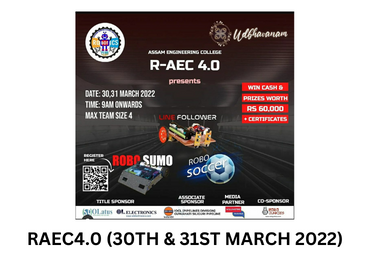 Udbhavanam
ASSAM ENGINEERING COLLEGE
R-AEC 4.0
presents
DATE: 30,31 MARCH 2022
TIME: 9AM ONWARDS
MAX TEAM SIZE 4
WIN CASH &
PRIZES WORTH
RS 60,000
+ CERTIFICATES
LINE FOLLOWER
REGISTER
HERE
ROBO SUMO
ROBO
SOCCER
TITLE SPONSOR
ASSOCIATE
SPONSOR
MEDIA
PARTNER
CO-SPONSOR
ELECTRONICS
RAEC4.0 (30TH & 31ST MARCH 2022)